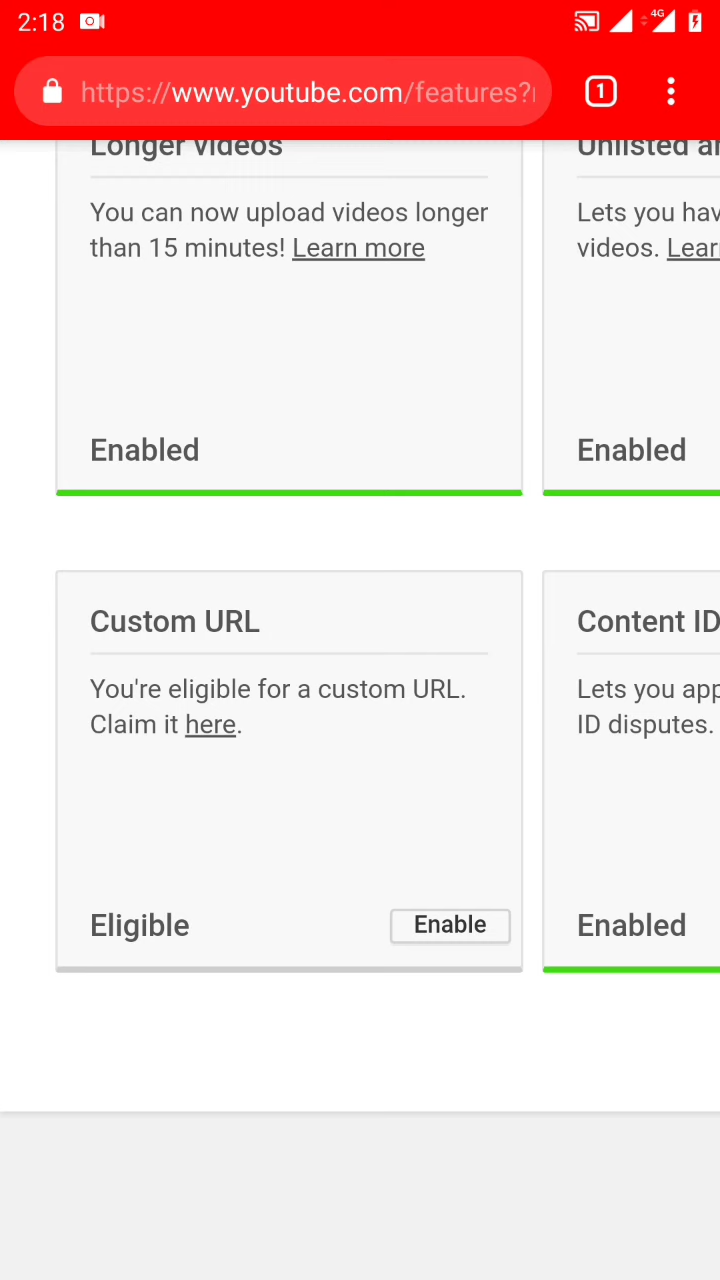 2:18
4G
https://www.youtube.com/features?
1
Longer videos
You can now upload videos longer
than 15 minutes! Learn more
Enabled
Unlisted
Lets you
videos.
Enabled
Custom URL
You're eligible for a custom URL.
Claim it here.
Eligible
Enable
Content ID
Lets you
ID disputes.
Enabled